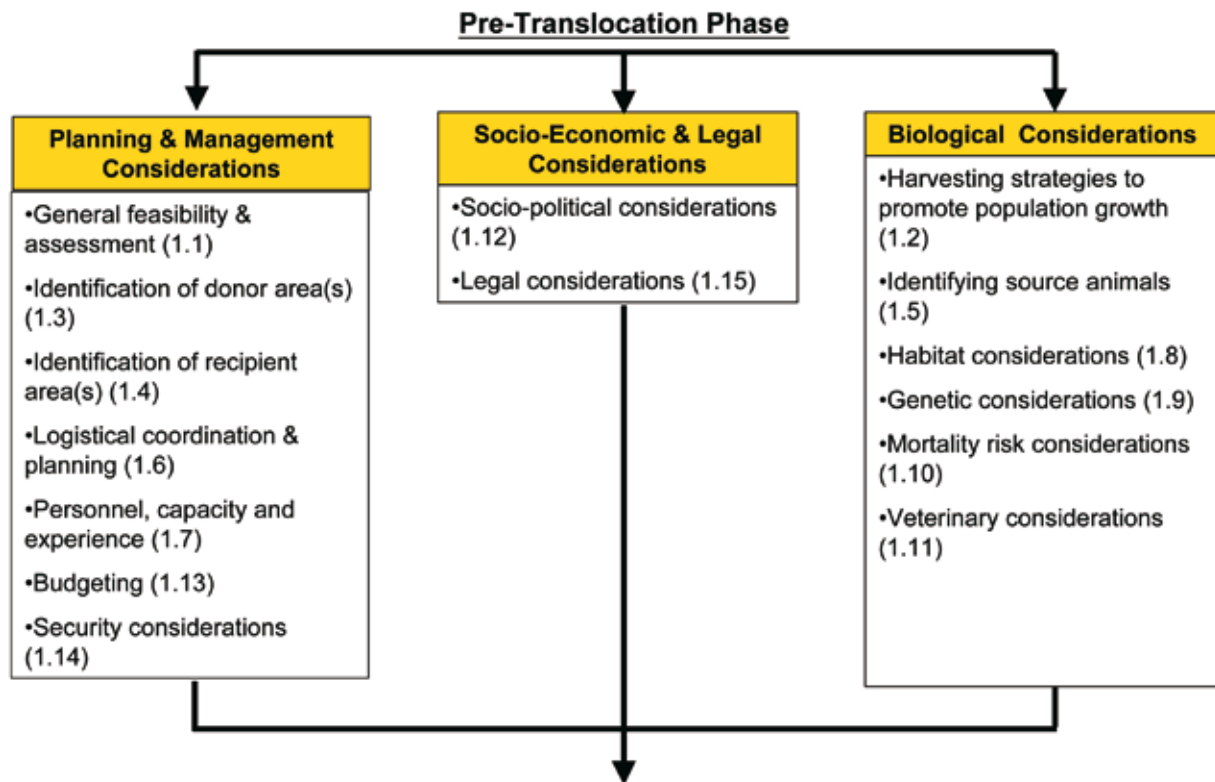 Pre-Translocation Phase
Planning & Management
Considerations
•General feasibility &
assessment (1.1)
•Identification of donor area(s)
(1.3)
•Identification of recipient
area(s) (1.4)
•Logistical coordination &
planning (1.6)
•Personnel, capacity and
experience (1.7)
•Budgeting (1.13)
•Security considerations
(1.14)
Socio-Economic & Legal
Considerations
•Socio-political considerations
(1.12)
•Legal considerations (1.15)
Biological Considerations
•Harvesting strategies to
promote population growth
(1.2)
•Identifying source animals
(1.5)
•Habitat considerations (1.8)
•Genetic considerations (1.9)
•Mortality risk considerations
(1.10)
•Veterinary considerations
(1.11)